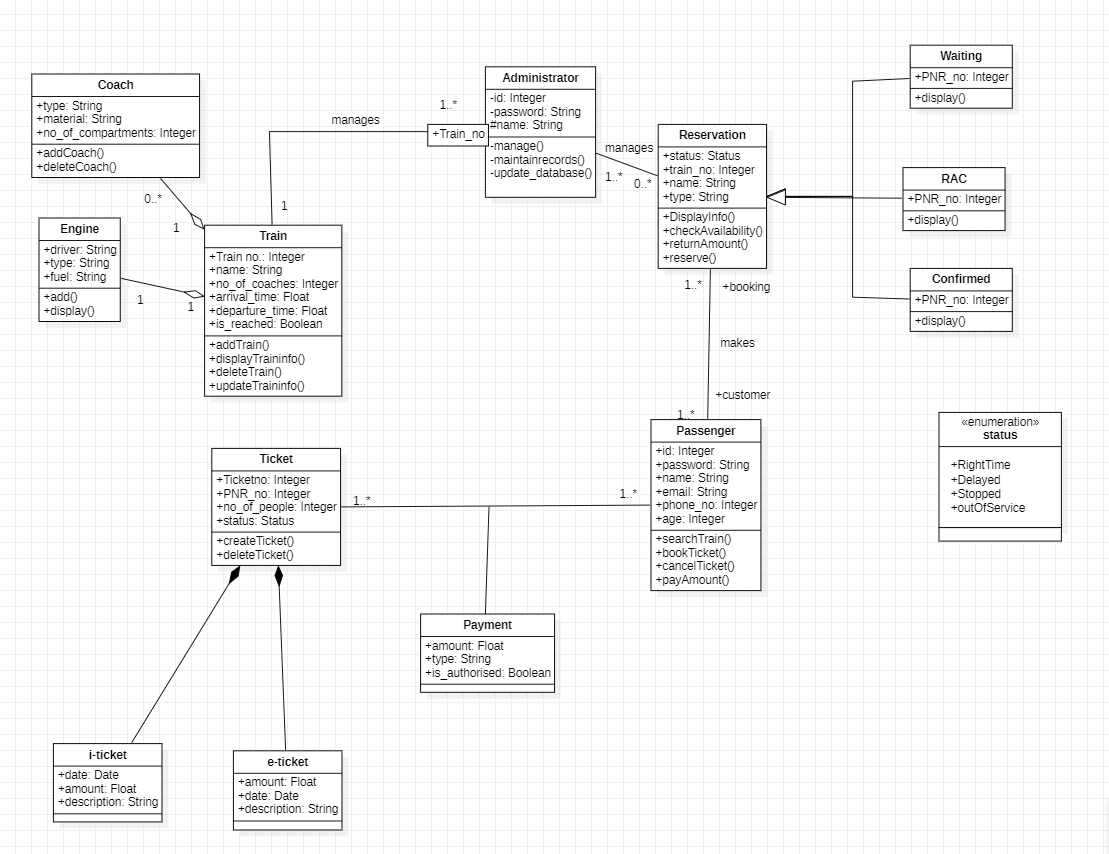 Coach
+type: String
+material: String
+no_of_compartments: Integer
+addCoach()
+deleteCoach()
0..*
1
Engine
+driver: String
+type: String
+fuel: String
+add()
+display()
1
1
Train
+Train no.: Integer
+name: String
+no_of_coaches: Integer
+arrival_time: Float
+departure_time: Float
+is_reached: Boolean
+addTrain()
+displayTraininfo()
+deleteTrain()
+updateTraininfo()
1
manages
1..*
+Train_no
Administrator
-id: Integer
-password: String
#name: String
-manage()
-maintainrecords()
-update_database()
manages
1..*
0..*
Reservation
+status: Status
+train_no: Integer
+name: String
+type: String
+DisplayInfo()
+checkAvailability()
+returnAmount()
+reserve()
Waiting
+PNR_no: Integer
+display()
RAC
+PNR_no: Integer
+display()
Confirmed
+PNR_no: Integer
+display()
1..*
+booking
makes
+customer
1..*
Passenger
+id: Integer
+password: String
+name: String
+email: String
+phone_no: Integer
+age: Integer
+searchTrain()
+bookTicket()
+cancelTicket()
+payAmount()
«enumeration»
status
+RightTime
+Delayed
+Stopped
+outOfService
Ticket
+Ticketno: Integer
+PNR_no: Integer
+no_of_people: Integer
+status: Status
+createTicket()
+deleteTicket()
1..*
1..*
Payment
+amount: Float
+type: String
+is_authorised: Boolean
i-ticket
+date: Date
+amount: Float
+description: String
e-ticket
+amount: Float
+date: Date
+description: String